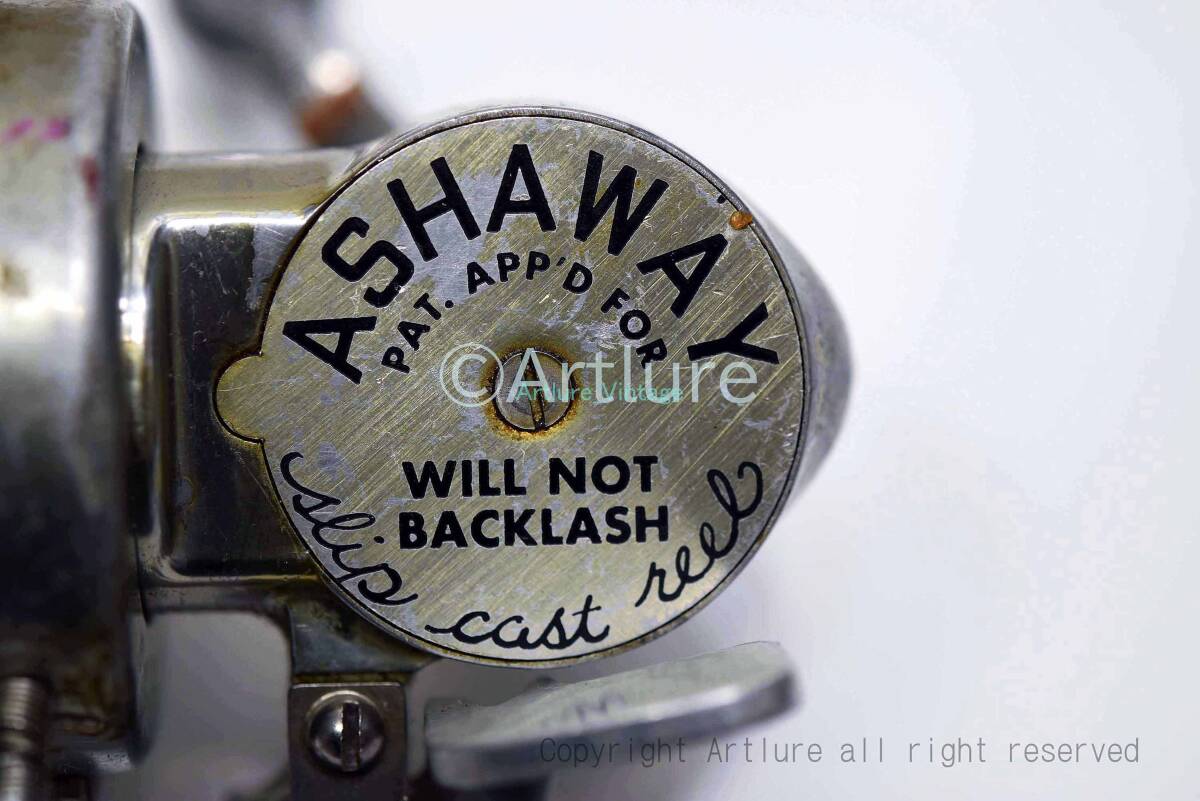 ASHAWAY
PAT. APP'D FOR
©Artlure
Artlure Vintage
WILL NOT
BACKLASH
slip cast reel
Copyright Artlure all right reserved